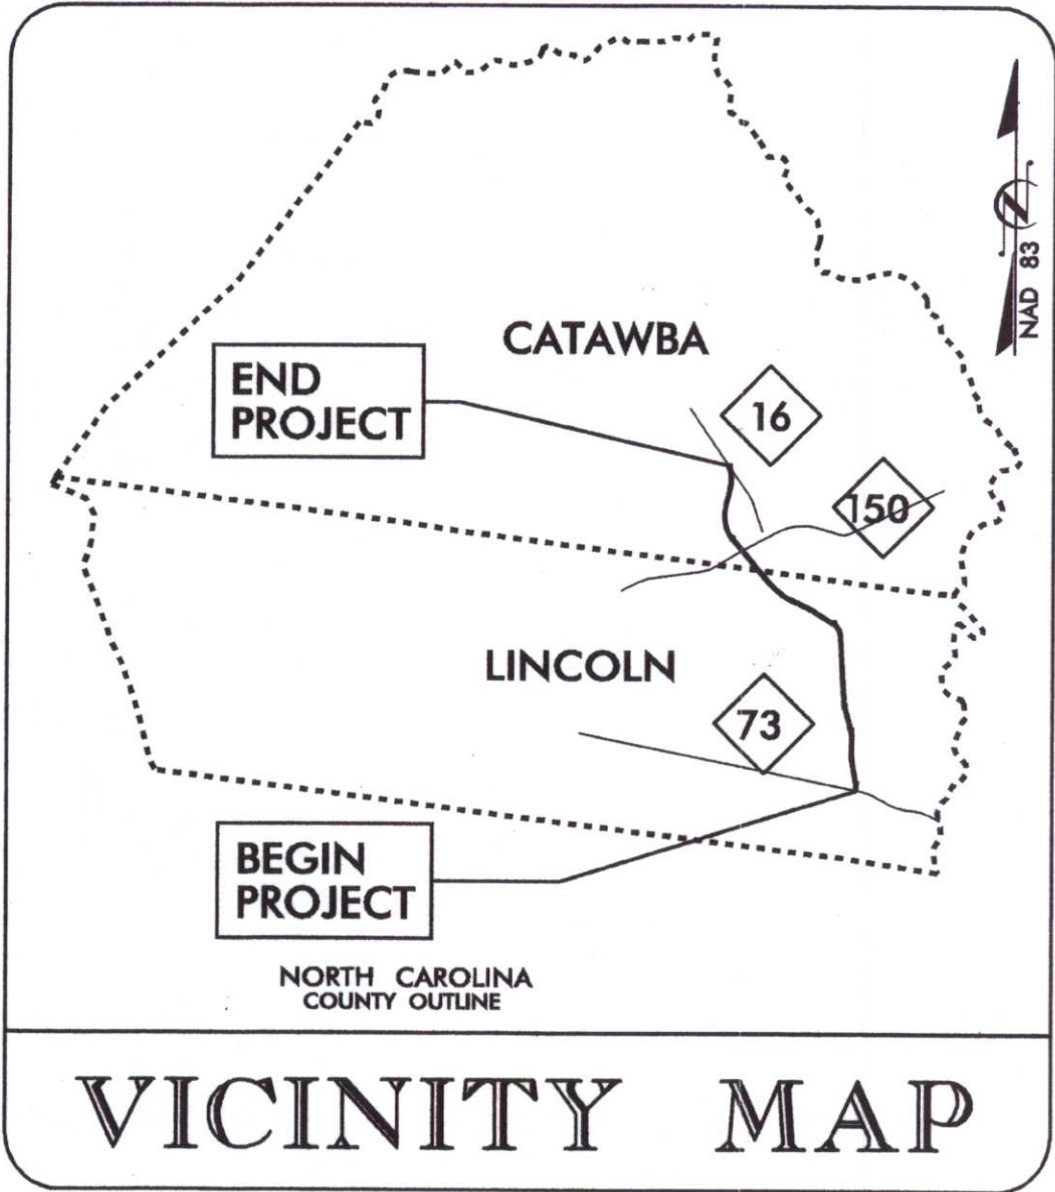 NAD 83
CATAWBA
END
PROJECT
16
150
LINCOLN
73
BEGIN
PROJECT
NORTH CAROLINA
COUNTY OUTLINE
VICINITY MAP